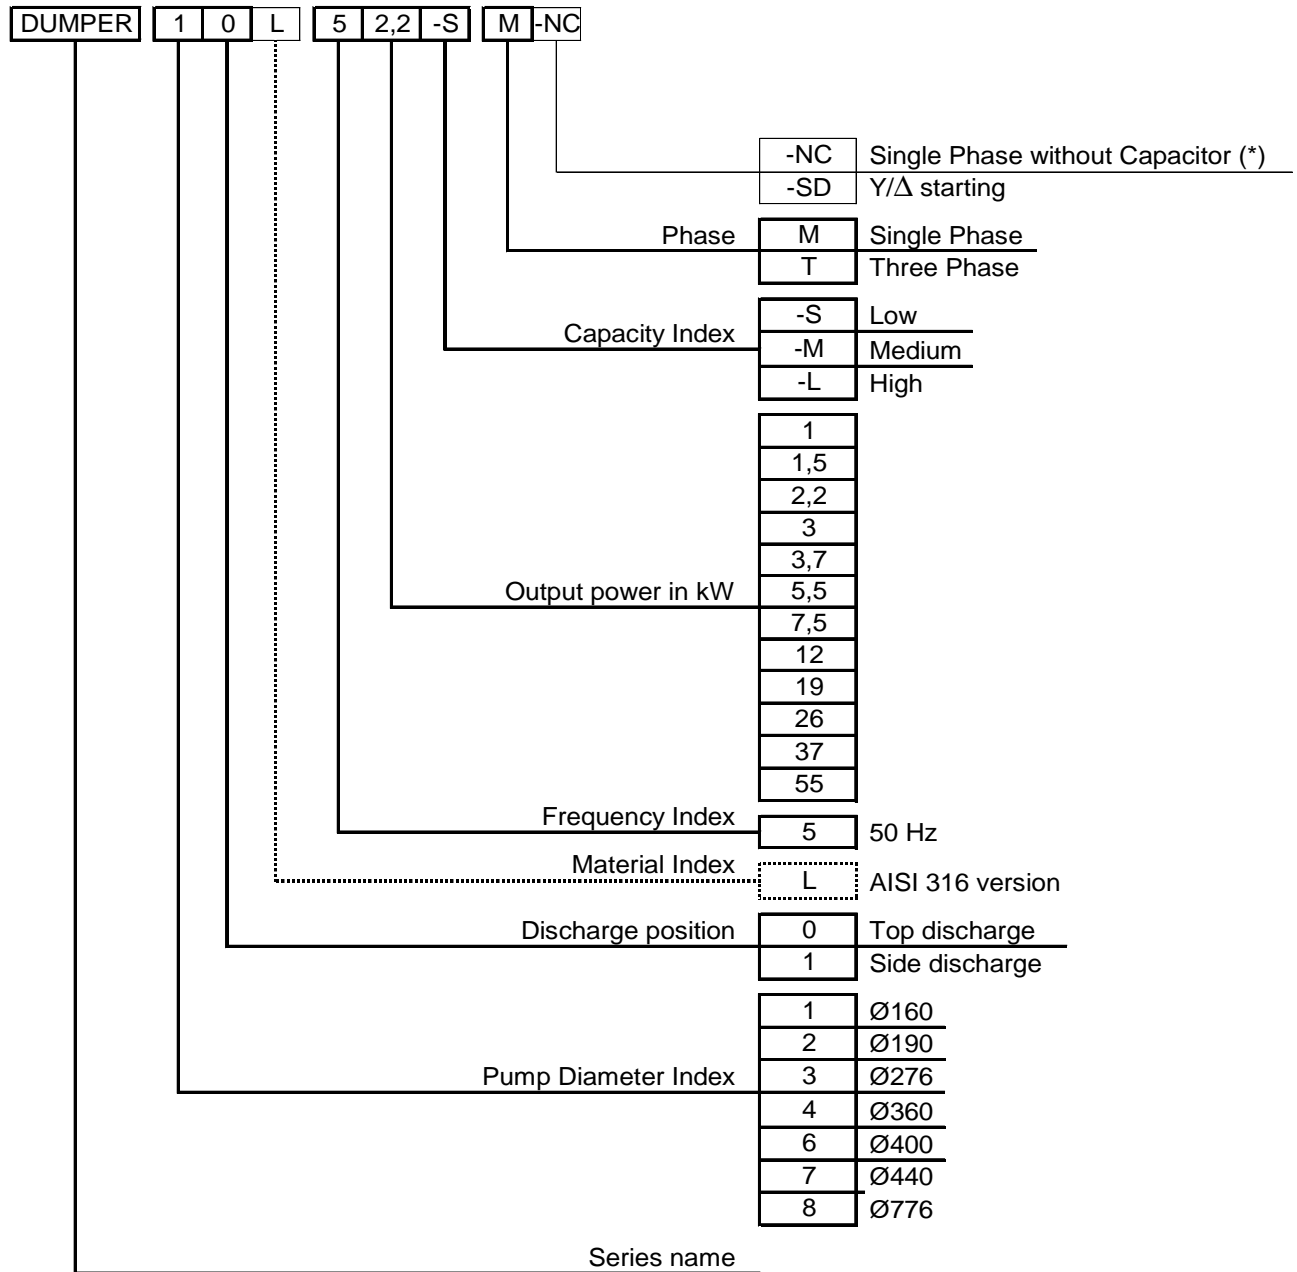 DUMPER 1 0 L 5 2,2 -S M -NC
-NC Single Phase without Capacitor (*)
-SD Y/Δ starting
Phase M Single Phase
T Three Phase
-S Low
Capacity Index
-M Medium
-L High
1
1,5
2,2
3
3,7
Output power in kW 5,5
7,5
12
19
26
37
55
Frequency Index
5 50 Hz
Material Index
L AISI 316 version
Discharge position 0 Top discharge
1 Side discharge
1 Ø160
2 Ø190
Pump Diameter Index 3 Ø276
4 Ø360
6 Ø400
7 Ø440
8 Ø776
Series name